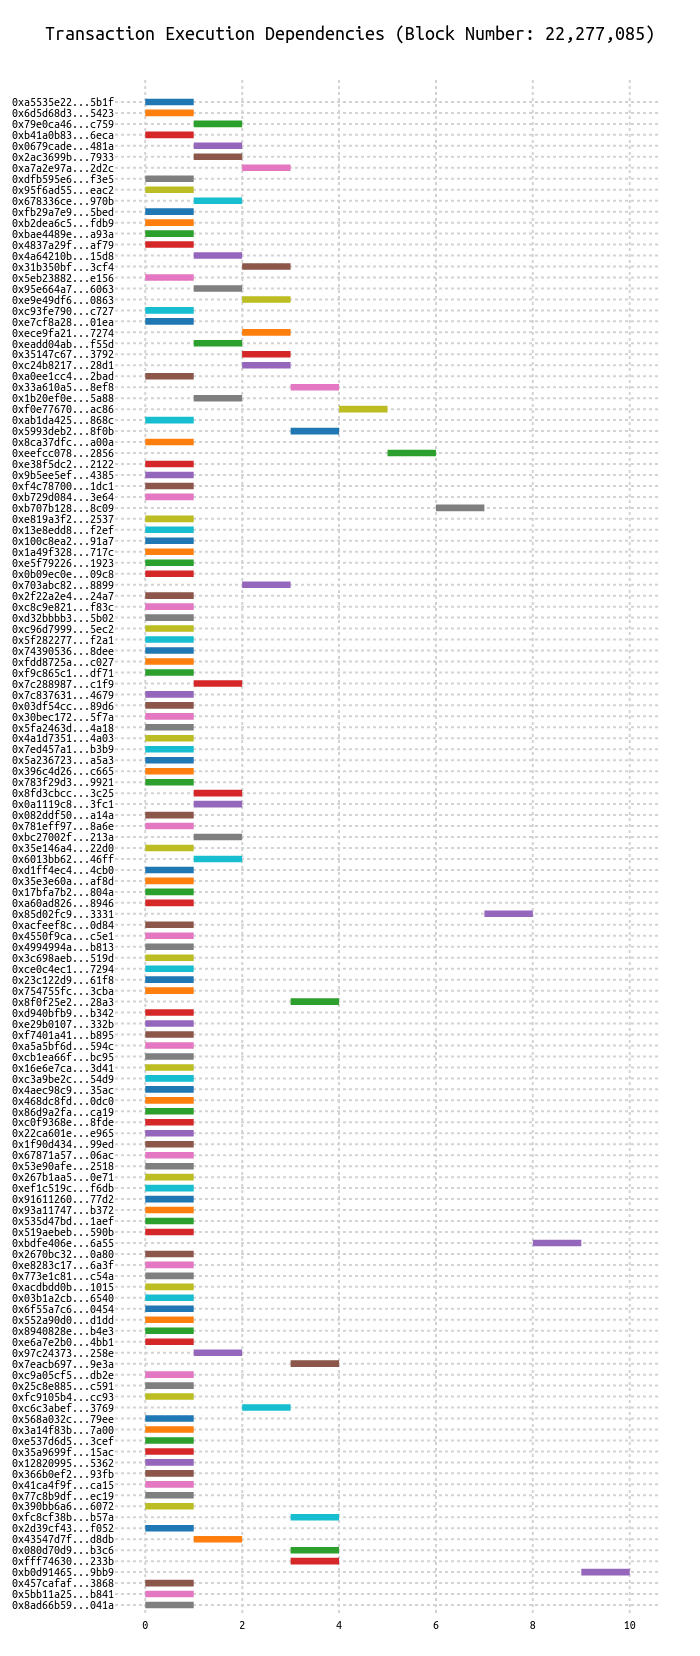 Transaction Execution Dependencies (Block Number: 22,277,085)
0xa5535e22...5b1f
0x6d5d68d3...5423
0x79e0ca46...c759
0xb41a0b83...6eca
0x0679cade...481a
0x2ac3699b...7933
0xa7a2e97a...2d2c
0xdfb595e6...f3e5
0x95f6ad55...eac2
0x678336ce...970b
0xfb29a7e9...5bed
0xb2dea6c5...fdb9
0xbae4489e...a93a
0x4837a29f...af79
0x4a64210b...15d8
0x31b350bf...3cf4
0x5eb23882...e156
0x95e664a7...6063
0xe9e49df6...0863
0xc93fe790...c727
0xe7cf8a28...01ea
0xece9fa21...7274
0xeadd04ab...f55d
0x35147c67...3792
0xc24b8217...28d1
0xa0ee1cc4...2bad
0x33a610a5...8ef8
0x1b20ef0e...5a88
0xf0e77670...ac86
0xab1da425...868c
0x5993deb2...8f0b
0x8ca37dfc...a00a
0xeefcc078...2856
0xe38f5dc2...2122
0x9b5ee5ef...4385
0xf4c78700...1dc1
0xb729d084...3e64
0xb707b128...8c09
0xe819a3f2...2537
0x13e8edd8...f2ef
0x100c8ea2...91a7
0x1a49f328...717c
0xe5f79226...1923
0x0b09ec0e...09c8
0x703abc82...8899
0x2f22a2e4...24a7
0xc8c9e821...f83c
0xd32bbbb3...5b02
0xc96d7999...5ec2
0x5f282277...f2a1
0x74390536...8dee
0xfdd8725a...c027
0xf9c865c1...df71
0x7c288987...c1f9
0x7c837631...4679
0x03df54cc...89d6
0x30bec172...5f7a
0x5fa2463d...4a18
0x4a1d7351...4a03
0x7ed457a1...b3b9
0x5a236723...a5a3
0x396c4d26...c665
0x783f29d3...9921
0x8fd3cbcc...3c25
0x0a1119c8...3fc1
0x082ddf50...a14a
0x781eff97...8a6e
0xbc27002f...213a
0x35e146a4...22d0
0x6013bb62...46ff
0xd1ff4ec4...4cb0
0x35e3e60a...af8d
0x17bfa7b2...804a
0xa60ad826...8946
0x85d02fc9...3331
0xacfeef8c...0d84
0x4550f9ca...c5e1
0x4994994a...b813
0x3c698aeb...519d
0xce0c4ec1...7294
0x23c122d9...61f8
0x754755fc...3cba
0x8f0f25e2...28a3
0xd940bfb9...b342
0xe29b0107...332b
0xf7401a41...b895
0xa5a5bf6d...594c
0xcb1ea66f...bc95
0x16e6e7ca...3d41
0xc3a9be2c...54d9
0x4aec98c9...35ac
0x468dc8fd...0dc0
0x86d9a2fa...ca19
0xc0f9368e...8fde
0x22ca601e...e965
0x1f90d434...99ed
0x67871a57...06ac
0x53e90afe...2518
0x267b1aa5...0e71
0xef1c519c...f6db
0x91611260...77d2
0x93a11747...b372
0x535d47bd...1aef
0x519aebeb...590b
0xbdfe406e...6a55
0x2670bc32...0a80
0xe8283c17...6a3f
0x773e1c81...c54a
0xacdbdd0b...1015
0x03b1a2cb...6540
0x6f55a7c6...0454
0x552a90d0...d1dd
0x8940828e...b4e3
0xe6a7e2b0...4bb1
0x97c24373...258e
0x7eacb697...9e3a
0xc9a05cf5...db2e
0x25c8e885...c591
0xfc9105b4...cc93
0xc6c3abef...3769
0x568a032c...79ee
0x3a14f83b...7a00
0xe537d6d5...3cef
0x35a9699f...15ac
0x12820995...5362
0x366b0ef2...93fb
0x41ca4f9f...ca15
0x77c8b9df...ec19
0x390bb6a6...6072
0xfc8cf38b...b57a
0x2d39cf43...f052
0x43547d7f...d8db
0x080d70d9...b3c6
0xfff74630...233b
0xb0d91465...9bb9
0x457cafaf...3868
0x5bb11a25...b841
0x8ad66b59...041a
0 2 4 6 8 10